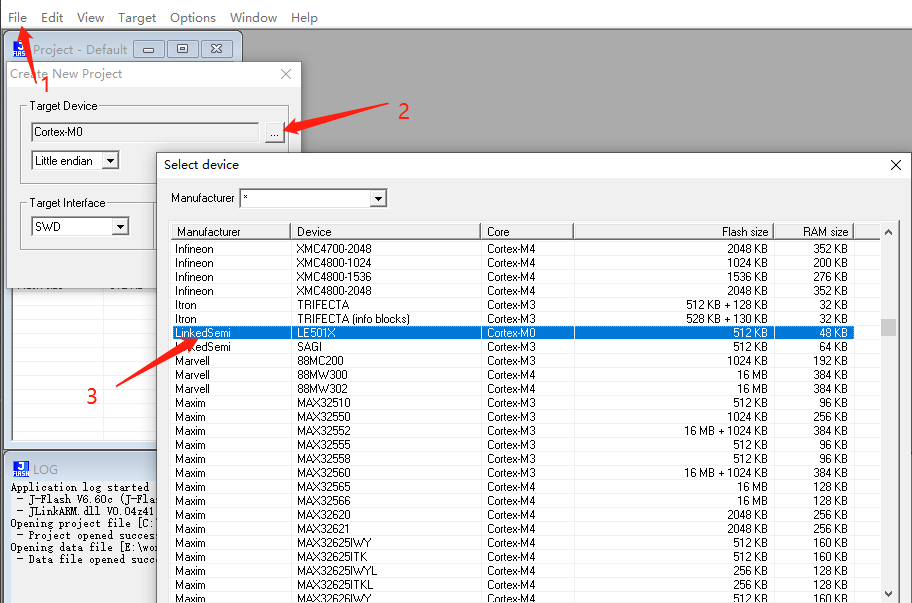 File Edit View Target Options Window Help
Project - Default
Create New Project
1
Target Device
2
Cortex-M0
...
Little endian
Select device
Manufacturer *
Target Interface
SWD
Manufacturer Device Core Flash size RAM size
Infineon XMC4700-2048 Cortex-M4 2048 KB 352 KB
Infineon XMC4800-1024 Cortex-M4 1024 KB 200 KB
Infineon XMC4800-1536 Cortex-M4 1536 KB 276 KB
Infineon XMC4800-2048 Cortex-M4 2048 KB 352 KB
Itron TRIFECTA Cortex-M3 512 KB + 128 KB 32 KB
Itron TRIFECTA (info blocks) Cortex-M3 528 KB + 130 KB 32 KB
LinkedSemi LE501X Cortex-M0 512 KB 48 KB
LinkedSemi SAGI Cortex-M3 512 KB 64 KB
Marvell 88MC200 Cortex-M3 1024 KB 192 KB
Marvell 88MW300 Cortex-M4 16 MB 384 KB
Marvell 88MW302 Cortex-M4 16 MB 384 KB
3
Maxim MAX32510 Cortex-M3 512 KB 96 KB
Maxim MAX32550 Cortex-M3 1024 KB 256 KB
Maxim MAX32552 Cortex-M3 16 MB + 1024 KB 384 KB
Maxim MAX32555 Cortex-M3 512 KB 96 KB
Maxim MAX32558 Cortex-M3 512 KB 96 KB
Maxim MAX32560 Cortex-M3 16 MB + 1024 KB 384 KB
Maxim MAX32565 Cortex-M4 16 MB 128 KB
Maxim MAX32566 Cortex-M4 16 MB 128 KB
Maxim MAX32620 Cortex-M4 2048 KB 256 KB
Maxim MAX32621 Cortex-M4 2048 KB 256 KB
Maxim MAX32625IWY Cortex-M4 512 KB 160 KB
Maxim MAX32625ITK Cortex-M4 512 KB 160 KB
Maxim MAX32625IWYL Cortex-M4 256 KB 128 KB
Maxim MAX32625ITKL Cortex-M4 256 KB 128 KB
Maxim MAX32626IWY Cortex-M4 512 KB 160 KB
J FLASH LOG
Application log started
- J-Flash V6.60c (J-Fla
- JLinkARM.dll V0.04z41
Opening project file [C:
- Project opened success
Opening data file [E:\wo
- Data file opened succ